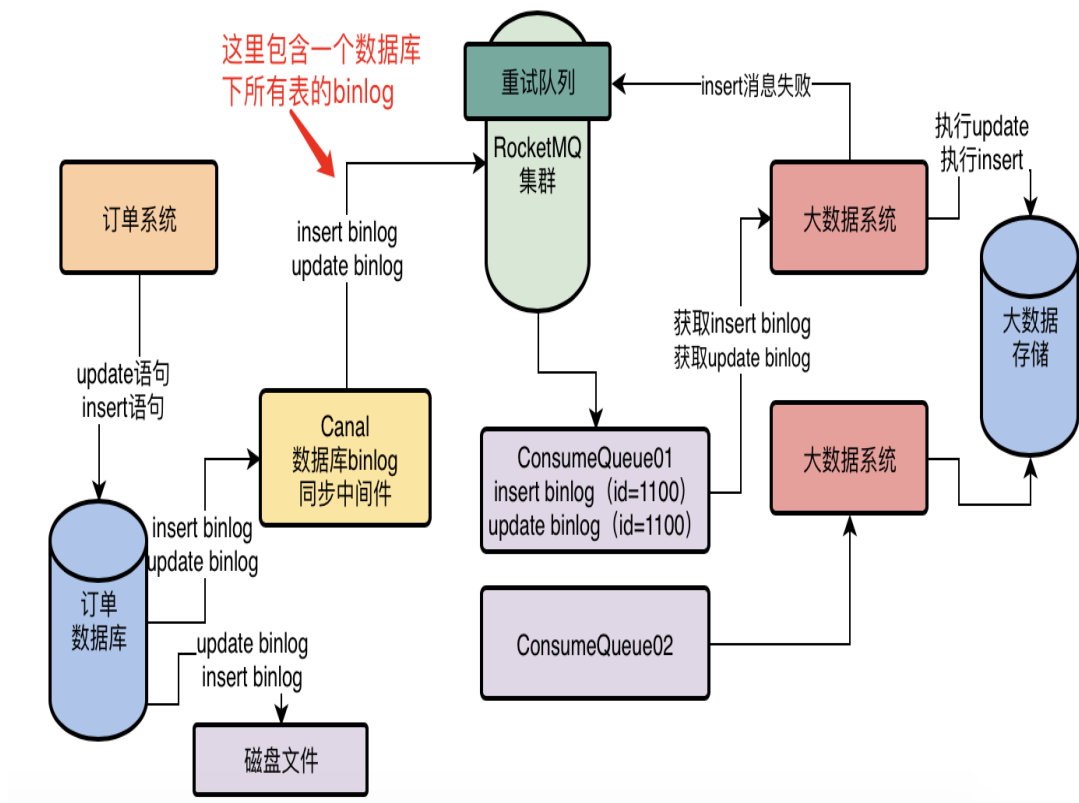 这里包含一个数据库
下所有表的binlog
重试队列
insert消息失败
RocketMQ
集群
执行update
执行insert
订单系统
大数据系统
insert binlog
update binlog
大数据
存储
获取insert binlog
获取update binlog
update语句
insert语句
Canal
数据库binlog
同步中间件
ConsumeQueue01
insert binlog（id=1100）
update binlog（id=1100）
大数据系统
insert binlog
update binlog
订单
数据库
update binlog
insert binlog
ConsumeQueue02
磁盘文件